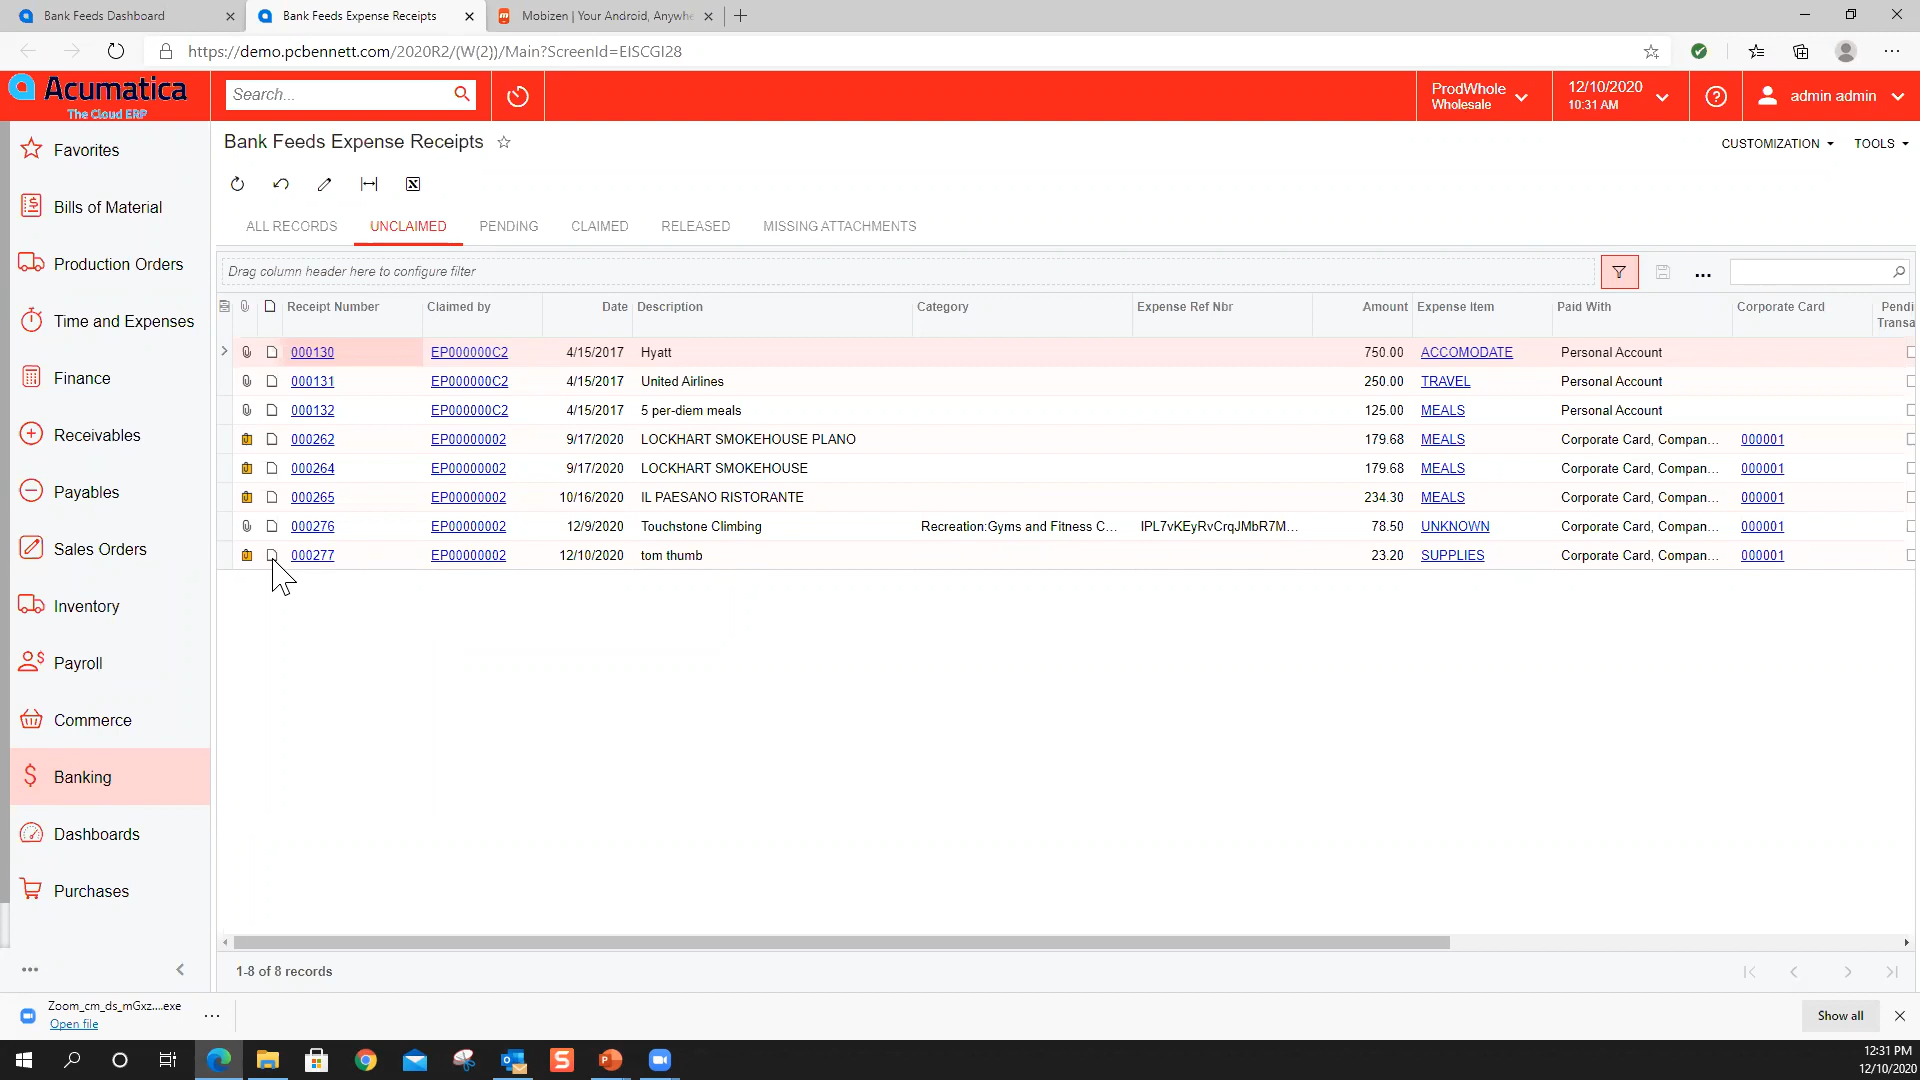 Bank Feeds Dashboard
Bank Feeds Expense Receipts
Mobizen | Your Android, Anywhe
https://demo.pcbennett.com/2020R2/(W(2))/Main?ScreenId=EISCGI28
Acumatica
The Cloud ERP
Search...
ProdWhole
Wholesale
12/10/2020
10:31 AM
admin admin
Favorites
Bills of Material
Production Orders
Time and Expenses
Finance
Receivables
Payables
Sales Orders
Inventory
Payroll
Commerce
Banking
Dashboards
Purchases
Bank Feeds Expense Receipts
CUSTOMIZATION
TOOLS
ALL RECORDS UNCLAIMED PENDING CLAIMED RELEASED MISSING ATTACHMENTS
Drag column header here to configure filter
Receipt Number Claimed by Date Description Category Expense Ref Nbr Amount Expense Item Paid With Corporate Card Pendi
Transa
000130 EP000000C2 4/15/2017 Hyatt 750.00 ACCOMODATE Personal Account
000131 EP000000C2 4/15/2017 United Airlines 250.00 TRAVEL Personal Account
000132 EP000000C2 4/15/2017 5 per-diem meals 125.00 MEALS Personal Account
000262 EP00000002 9/17/2020 LOCKHART SMOKEHOUSE PLANO 179.68 MEALS Corporate Card, Compan... 000001
000264 EP00000002 9/17/2020 LOCKHART SMOKEHOUSE 179.68 MEALS Corporate Card, Compan... 000001
000265 EP00000002 10/16/2020 IL PAESANO RISTORANTE 234.30 MEALS Corporate Card, Compan... 000001
000276 EP00000002 12/9/2020 Touchstone Climbing Recreation:Gyms and Fitness C... IPL7vKEyRvCrqJMbR7M... 78.50 UNKNOWN Corporate Card, Compan... 000001
000277 EP00000002 12/10/2020 tom thumb 23.20 SUPPLIES Corporate Card, Compan... 000001
1-8 of 8 records
Zoom_cm_ds_mGxz....exe
Open file
Show all
12:31 PM
12/10/2020